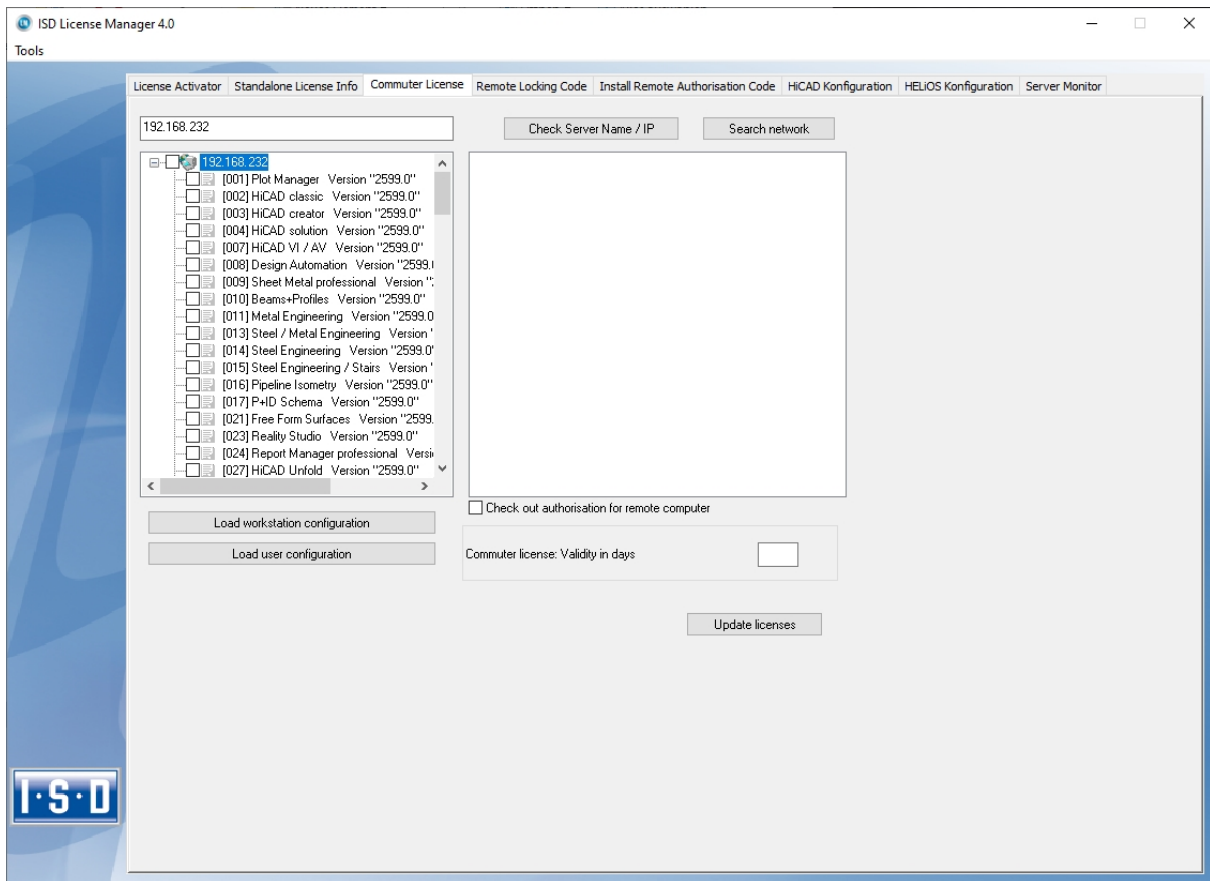 ISD License Manager 4.0
Tools
License Activator Standalone License Info Commuter License Remote Locking Code Install Remote Authorisation Code HiCAD Konfiguration HELiOS Konfiguration Server Monitor
192.168.232 Check Server Name / IP Search network
192.168.232
[001] Plot Manager Version "2599.0"
[002] HiCAD classic Version "2599.0"
[003] HiCAD creator Version "2599.0"
[004] HiCAD solution Version "2599.0"
[007] HiCAD VI / AV Version "2599.0"
[008] Design Automation Version "2599.
[009] Sheet Metal professional Version "
[010] Beams+Profiles Version "2599.0"
[011] Metal Engineering Version "2599.0
[013] Steel / Metal Engineering Version '
[014] Steel Engineering Version "2599.0'
[015] Steel Engineering / Stairs Version '
[016] Pipeline Isometry Version "2599.0"
[017] P+ID Schema Version "2599.0"
[021] Free Form Surfaces Version "2599.
[023] Reality Studio Version "2599.0"
[024] Report Manager professional Versi
[027] HiCAD Unfold Version "2599.0"
Check out authorisation for remote computer
Load workstation configuration
Load user configuration
Commuter license: Validity in days
Update licenses
I·S·D